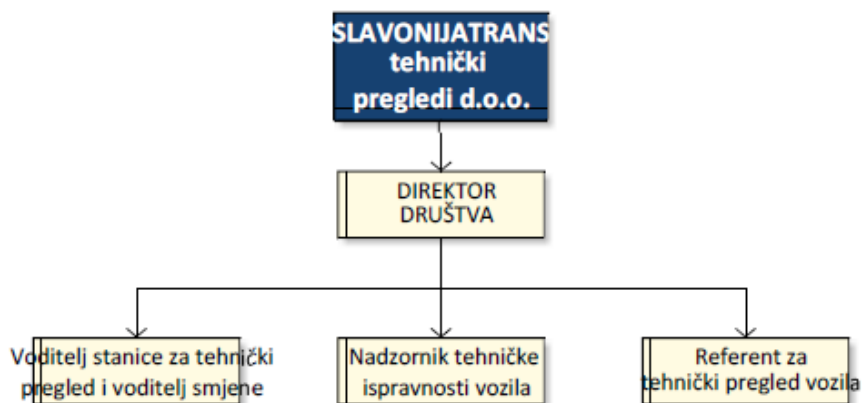 SLAVONIJATRANS
tehnički
pregledi d.o.o.
DIREKTOR
DRUŠTVA
Voditelj stanice za tehnički
pregled i voditelj smjene
Nadzornik tehničke
ispravnosti vozila
Referent za
tehnički pregled vozila